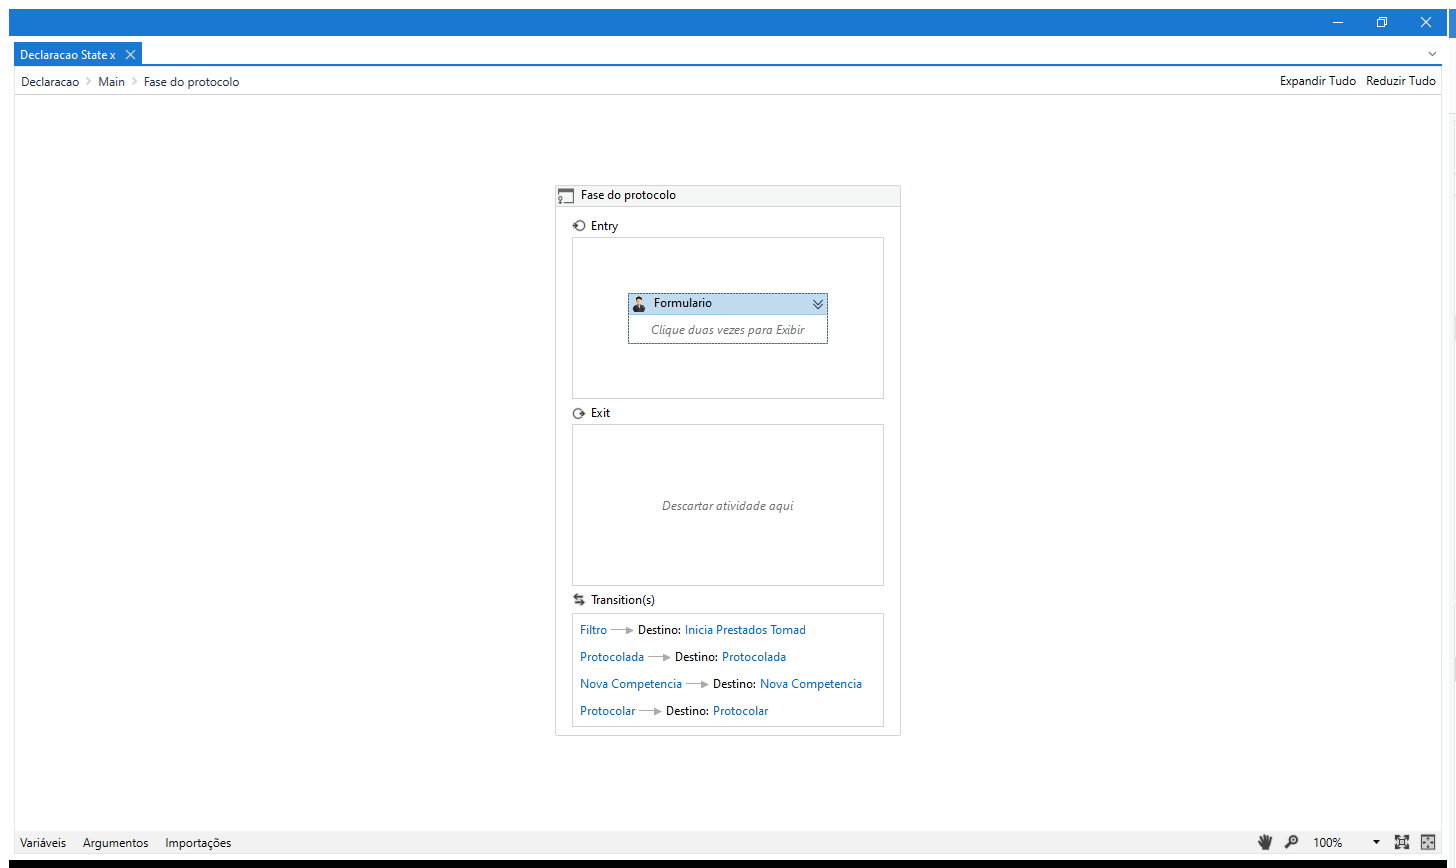 Declaracao State x
Declaracao Main Fase do protocolo
Expandir Tudo Reduzir Tudo
Fase do protocolo
Entry
Formulario
Clique duas vezes para Exibir
Exit
Descartar atividade aqui
Transition(s)
Filtro Destino: Inicia Prestados Tomad
Protocolada Destino: Protocolada
Nova Competencia Destino: Nova Competencia
Protocolar Destino: Protocolar
Variáveis Argumentos Importações
100%